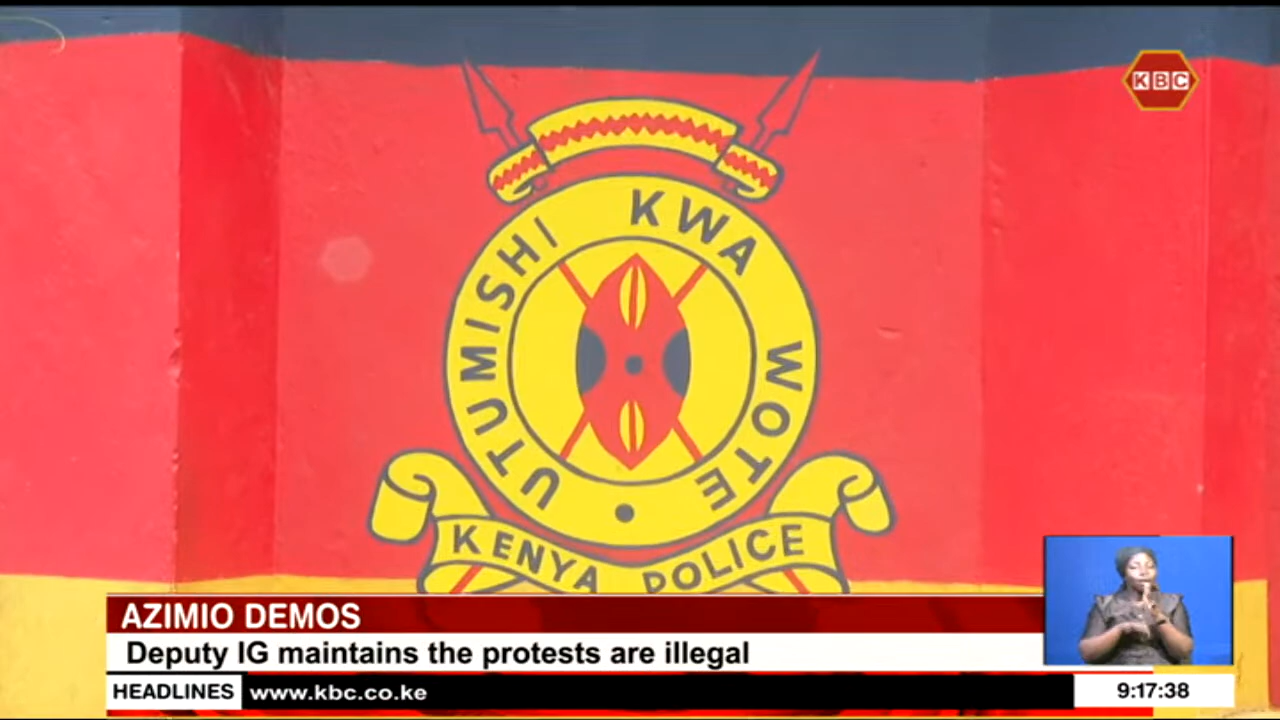 KBC
UTUMISHI KWA WOTE
KENYA POLICE
AZIMIO DEMOS
Deputy IG maintains the protests are illegal
HEADLINES www.kbc.co.ke 9:17:38